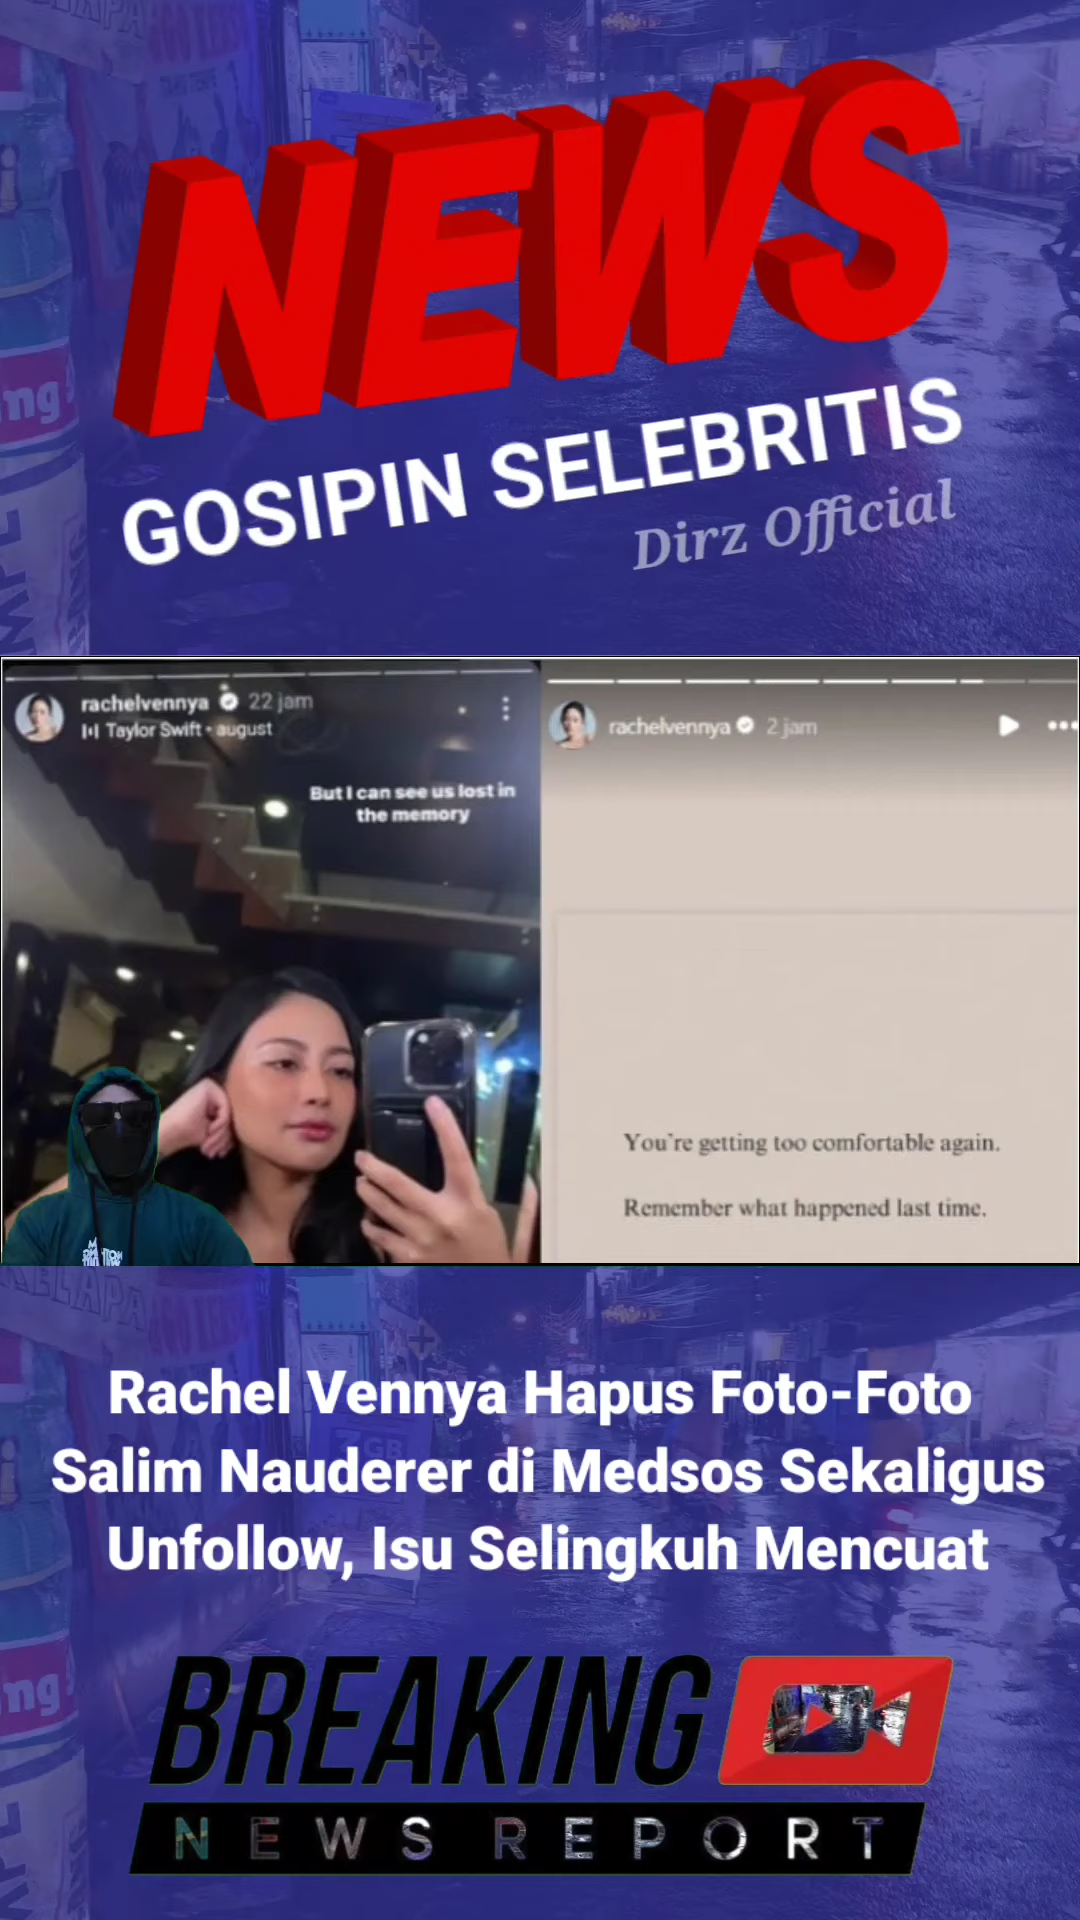 NEWS
GOSIPIN SELEBRITIS
Dirz Official
rachelvennya 22 jam
Taylor Swift • august
But I can see us lost in
the memory
rachelvennya 2 jam
You're getting too comfortable again.
Remember what happened last time.
Rachel Vennya Hapus Foto-Foto
Salim Nauderer di Medsos Sekaligus
Unfollow, Isu Selingkuh Mencuat
BREAKING
NEWS REPORT